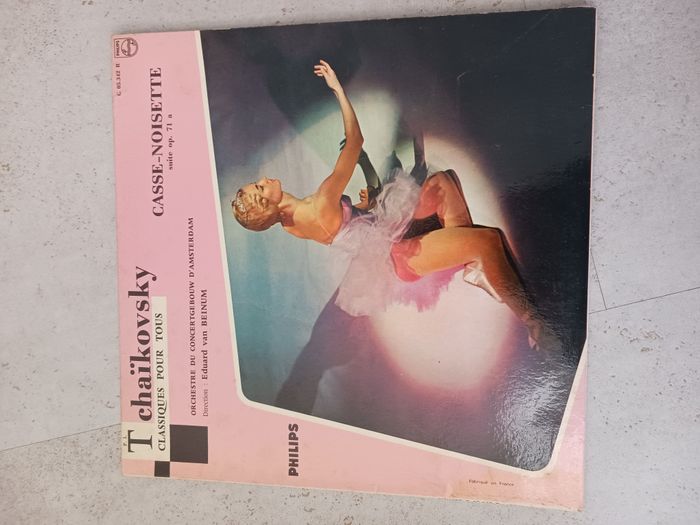 PHILIPS
G 05.342 R
P. I.
Tchaïkovsky
CLASSIQUES POUR TOUS
CASSE-NOISETTE
suite op. 71 a
ORCHESTRE DU CONCERTGEBOUW D'AMSTERDAM
Direction : Eduard van BEINUM
PHILIPS
Fabriqué en France